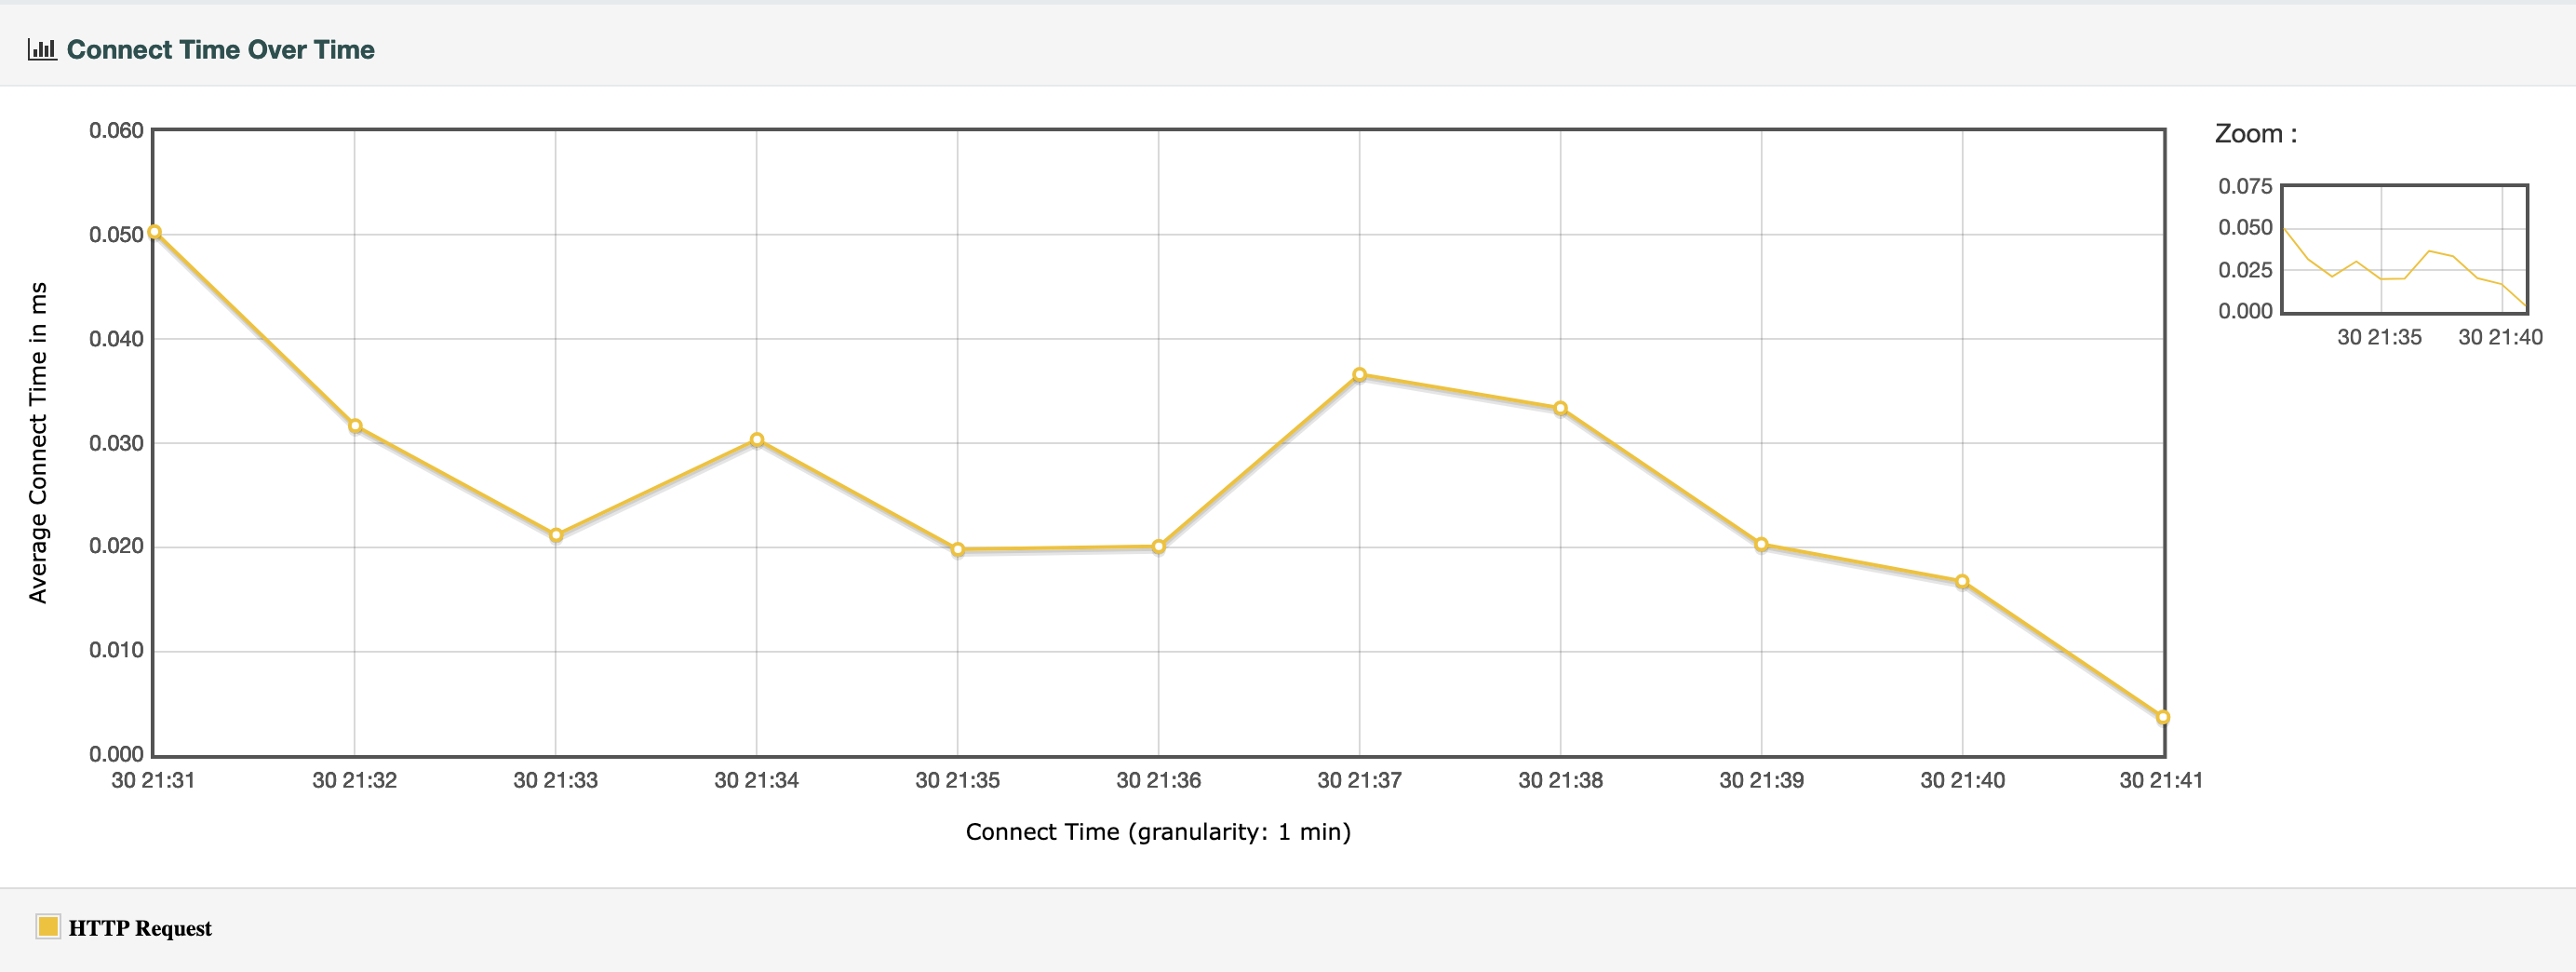 Connect Time Over Time
0.060
0.050
0.040
0.030
0.020
0.010
0.000
Average Connect Time in ms
30 21:31 30 21:32 30 21:33 30 21:34 30 21:35 30 21:36 30 21:37 30 21:38 30 21:39 30 21:40 30 21:41
Connect Time (granularity: 1 min)
Zoom :
0.075
0.050
0.025
0.000
30 21:35 30 21:40
HTTP Request